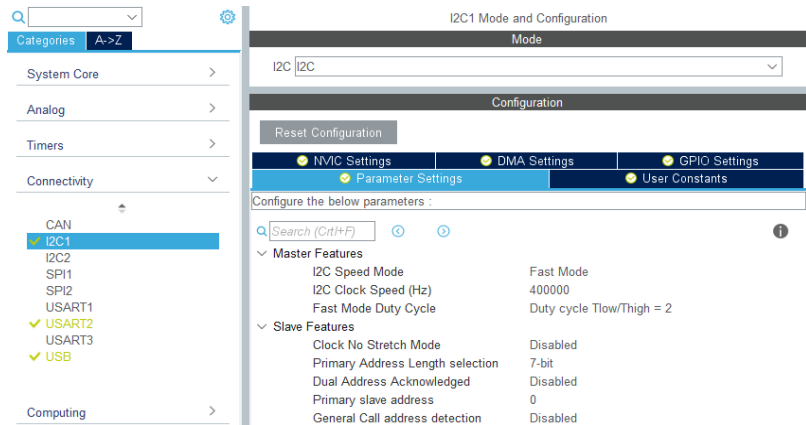 Categories A->Z
System Core
Analog
Timers
Connectivity
CAN
I2C1
I2C2
SPI1
SPI2
USART1
USART2
USART3
USB
Computing
I2C1 Mode and Configuration
Mode
I2C I2C
Configuration
Reset Configuration
NVIC Settings DMA Settings GPIO Settings
Parameter Settings User Constants
Configure the below parameters :
Search (Crtl+F)
Master Features
I2C Speed Mode Fast Mode
I2C Clock Speed (Hz) 400000
Fast Mode Duty Cycle Duty cycle Tlow/Thigh = 2
Slave Features
Clock No Stretch Mode Disabled
Primary Address Length selection 7-bit
Dual Address Acknowledged Disabled
Primary slave address 0
General Call address detection Disabled